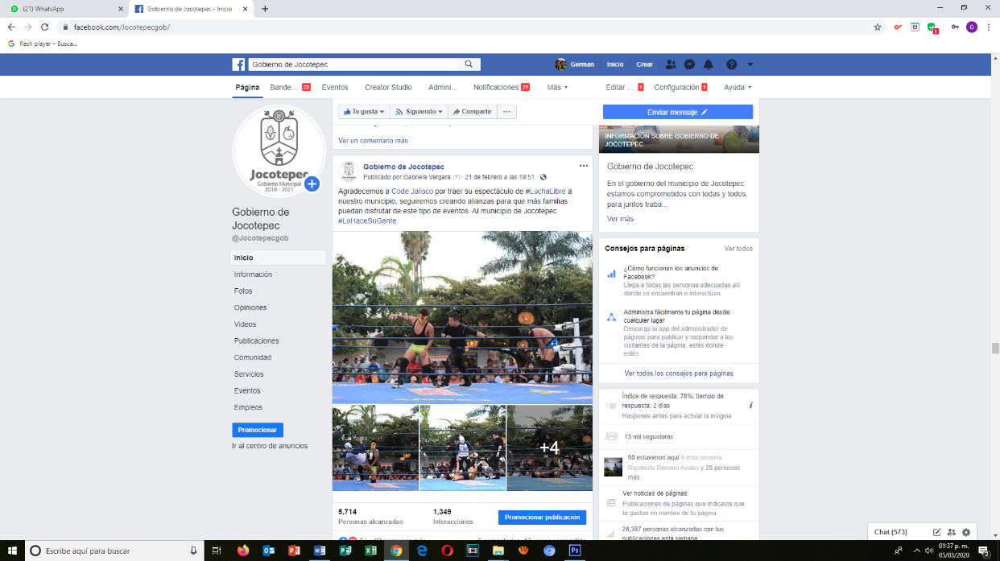 (21) WhatsApp
Gobierno de Jocotepec - Inicio
facebook.com/Jocotepecgob/
G
flash player - Busca...
Gobierno de Jocotepec
German
Inicio
Crear
Página
Bande... 23
Eventos
Creator Studio
Admini...
Notificaciones 21
Más
Editar ... 1
Configuración 1
Ayuda
Te gusta
Siguiendo
Compartir
Enviar mensaje
Jocotepec
Gobierno Municipal
2018 - 2021
Gobierno de
Jocotepec
@Jocotepecgob
Inicio
Información
Fotos
Opiniones
Videos
Publicaciones
Comunidad
Servicios
Eventos
Empleos
Promocionar
Ir al centro de anuncios
Ver un comentario más
Gobierno de Jocotepec
Publicado por Gabriela Vergara [?] · 21 de febrero a las 19:51 ·
Agradecemos a Code Jalisco por traer su espectáculo de #LuchaLibre a
nuestro municipio, seguiremos creando alianzas para que más familias
puedan disfrutar de este tipo de eventos. Al municipio de Jocotepec
#LoHaceSuGente
+4
5,714
Personas alcanzadas
1,349
Interacciones
Promocionar publicación
INFORMACIÓN SOBRE GOBIERNO DE
JOCOTEPEC
Gobierno de Jocotepec
En el gobierno del municipio de Jocotepec
estamos comprometidos con todas y todos,
para juntos traba...
Ver más
Consejos para páginas
Ver todos
¿Cómo funcionan los anuncios de
Facebook?
Llega a todas las personas adecuadas allí
donde se encuentran e interactúan.
Administra fácilmente tu página desde
cualquier lugar
Descarga la app del administrador de
páginas para publicar y responder a los
visitantes de la página, estés donde
estés.
Ver todos los consejos para páginas
Índice de respuesta: 78%; tiempo de
respuesta: 2 días
Responde antes para activar la insignia
13 mil seguidores
90 estuvieron aquí 0 esta semana
Rigoberto Romero Avalos y 28 personas
más
Ver noticias de páginas
Publicaciones de páginas que indicaste que
te gustan en nombre de tu página
26,387 personas alcanzadas con tus
publicaciones esta semana
Chat (573)
Escribe aquí para buscar
01:37 p. m.
05/03/2020
2